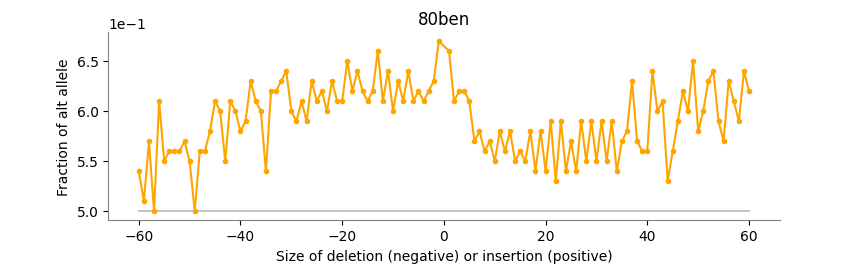 80ben
1e−1
6.5
6.0
5.5
5.0
Fraction of alt allele
−60 −40 −20 0 20 40 60
Size of deletion (negative) or insertion (positive)